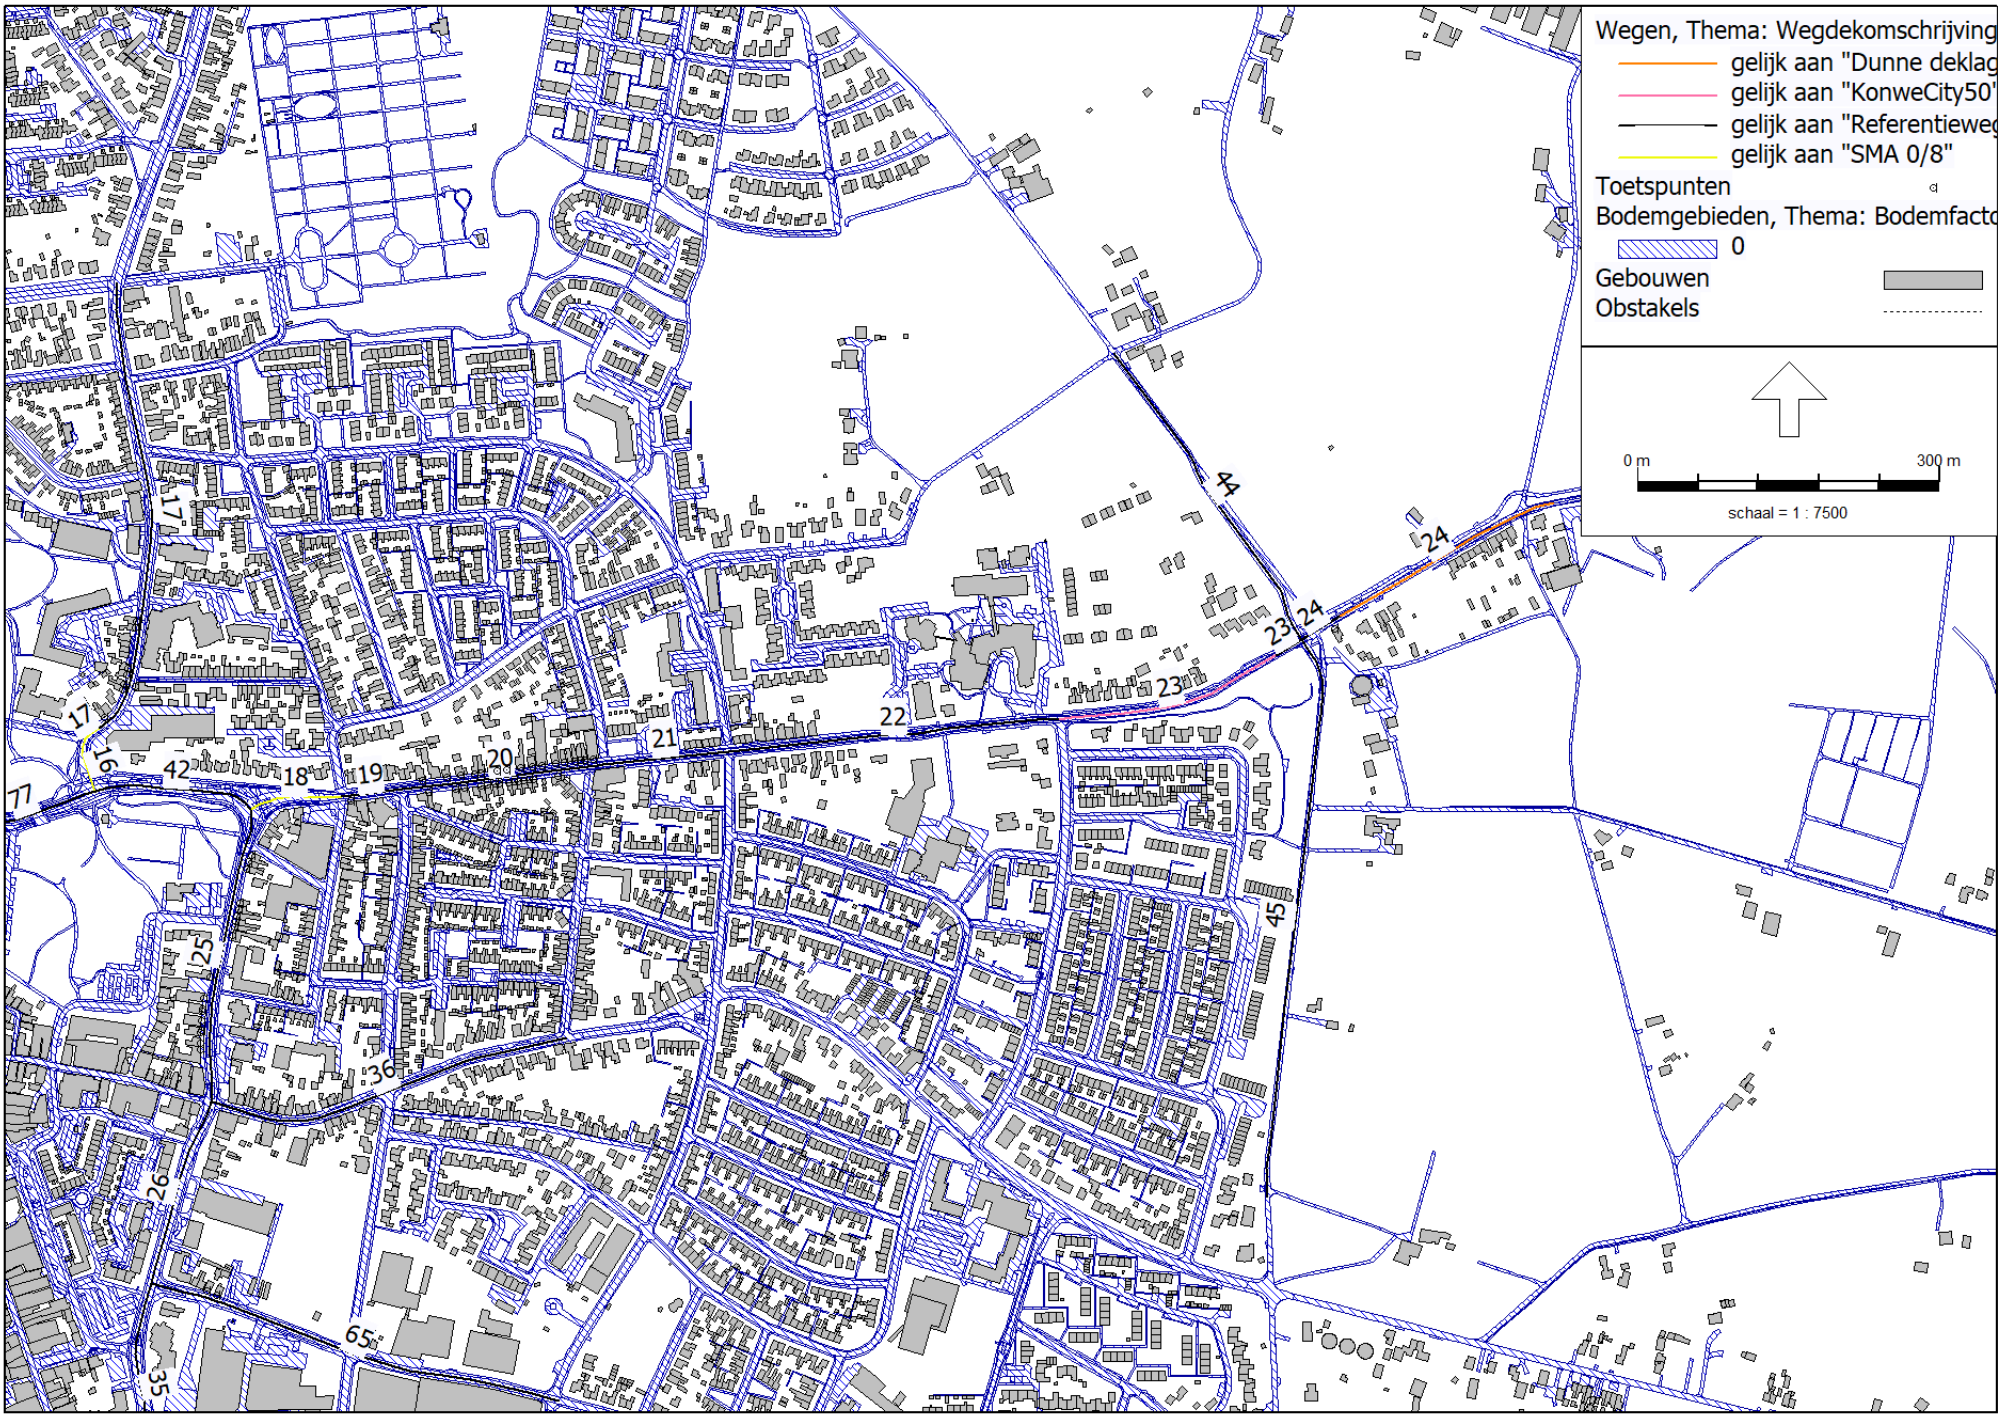 Wegen, Thema: Wegdekomschrijving
gelijk aan "Dunne deklag
gelijk aan "KonweCity50"
gelijk aan "Referentieweg
gelijk aan "SMA 0/8"
Toetspunten
Bodemgebieden, Thema: Bodemfacto
0
Gebouwen
Obstakels
0 m
300 m
schaal = 1 : 7500
44
17
24
24
23
23
22
21
20
19
18
42
17
16
77
45
25
36
26
65
35